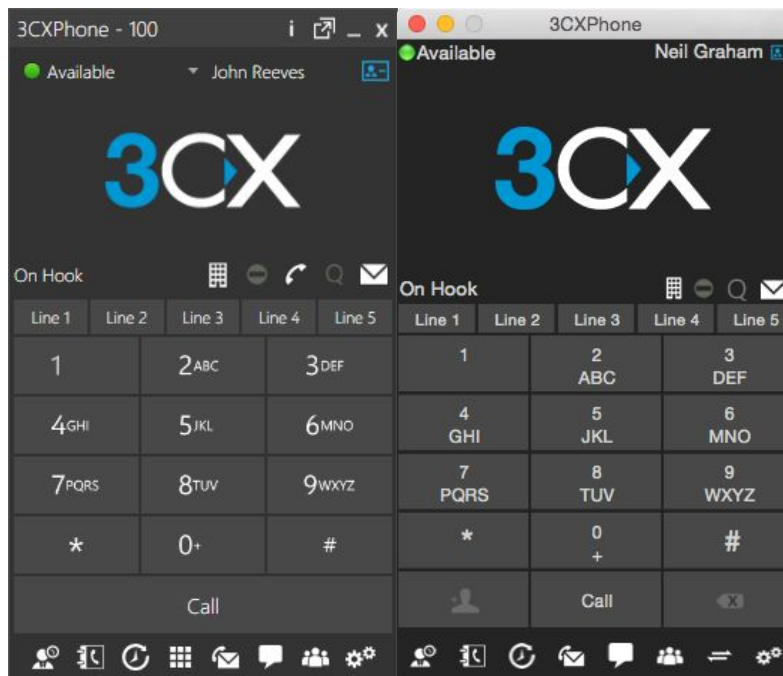 3CXPhone - 100
i
x
Available
John Reeves
3CX
On Hook
Q
Line 1 Line 2 Line 3 Line 4 Line 5
1 2ABC 3DEF
4GHI 5JKL 6MNO
7PQRS 8TUV 9WXYZ
* 0+ #
Call
3CXPhone
Available
Neil Graham
3CX
On Hook
Q
Line 1 Line 2 Line 3 Line 4 Line 5
1 2 3
ABC DEF
4 5 6
GHI JKL MNO
7 8 9
PQRS TUV WXYZ
* 0 #
+
Call